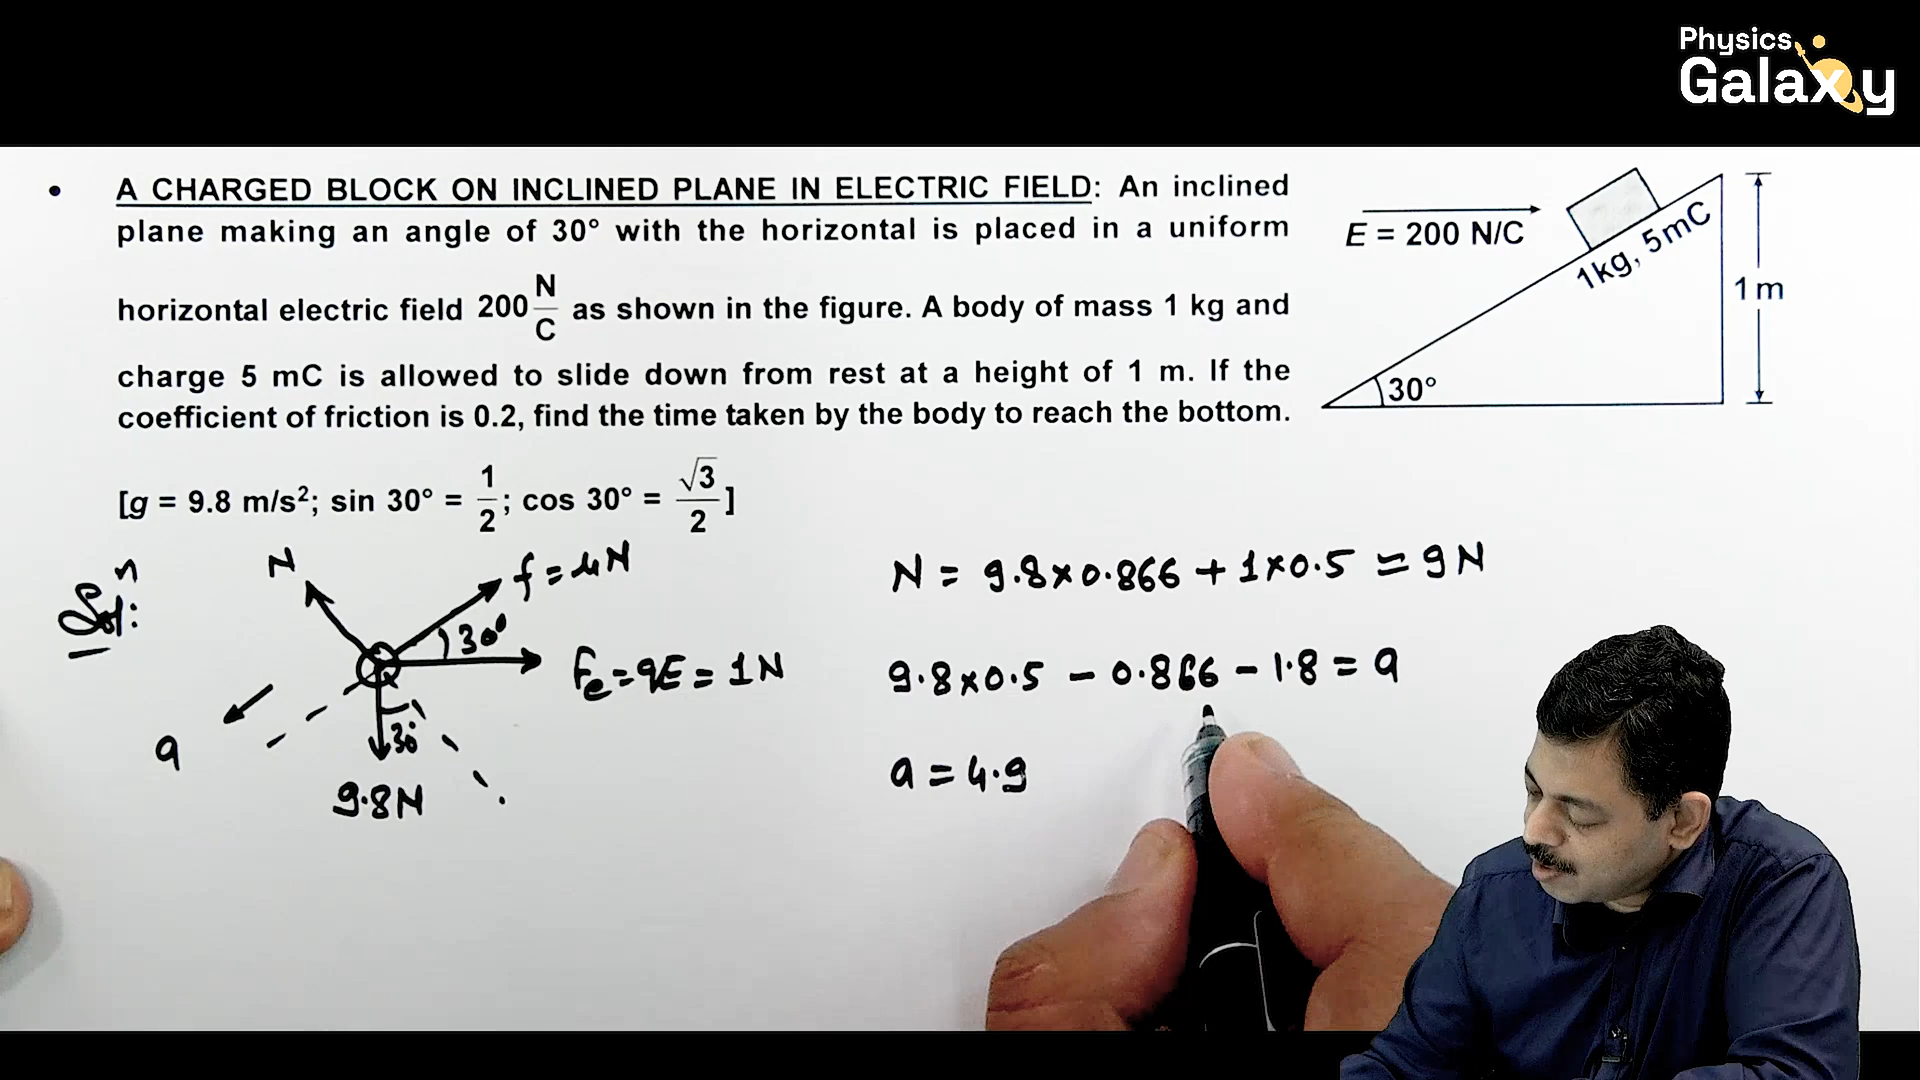 Physics
Galaxy
• A CHARGED BLOCK ON INCLINED PLANE IN ELECTRIC FIELD: An inclined
plane making an angle of 30° with the horizontal is placed in a uniform
horizontal electric field 200 N/C as shown in the figure. A body of mass 1 kg and
charge 5 mC is allowed to slide down from rest at a height of 1 m. If the
coefficient of friction is 0.2, find the time taken by the body to reach the bottom.
[g = 9.8 m/s²; sin 30° = 1/2; cos 30° = √3/2]
E = 200 N/C
1kg, 5mC
1 m
30°
Solⁿ:
N
f = μN
30°
Fe = qE = 1N
a
30°
9.8N
N = 9.8×0.866 + 1×0.5 = 9N
9.8×0.5 − 0.866 − 1.8 = a
a = 4.9